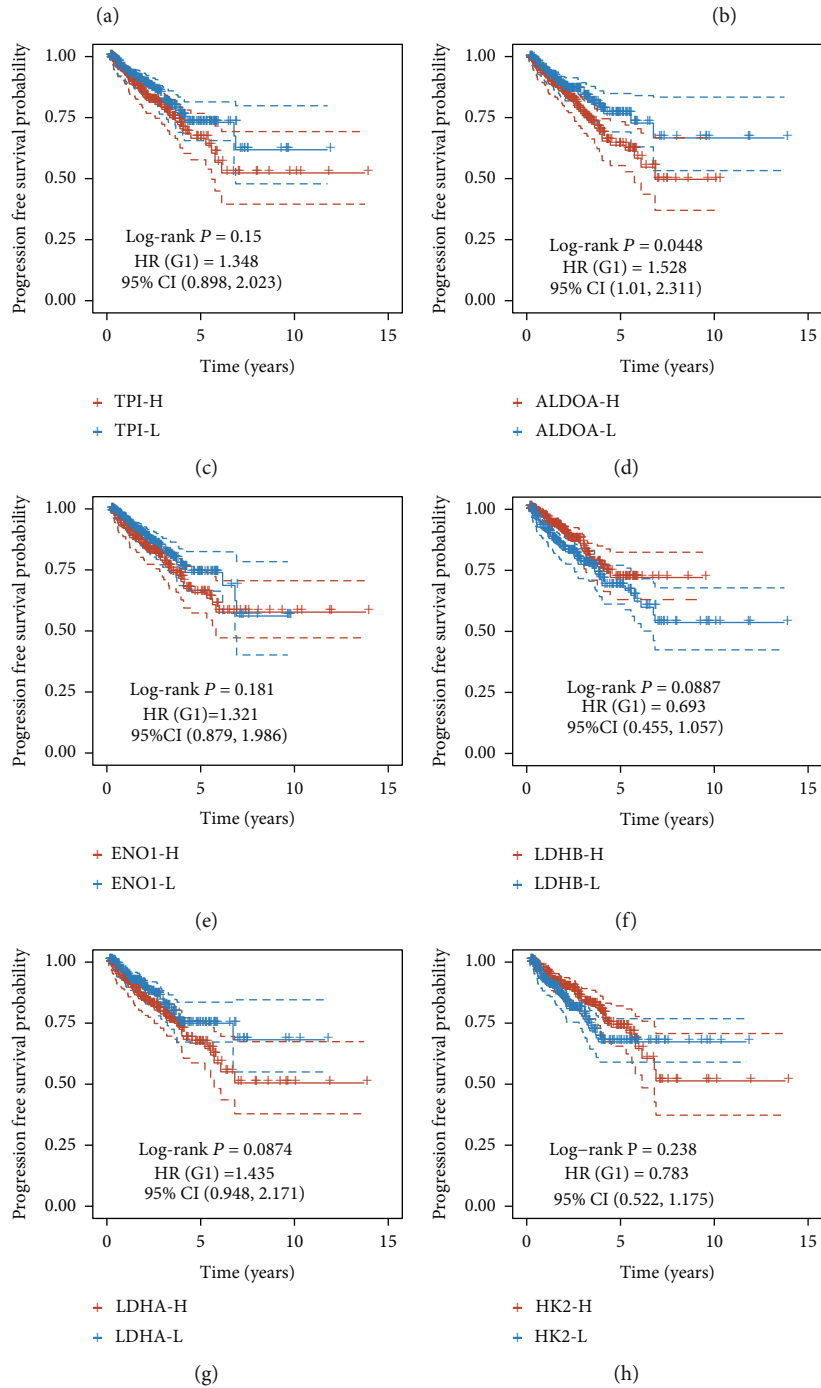 (a)
(b)
Progression free survival probability
1.00
0.75
0.50
0.25
0.00
Log-rank P = 0.15
HR (G1) = 1.348
95% CI (0.898, 2.023)
0 5 10 15
Time (years)
TPI-H
TPI-L
(c)
Progression free survival probability
1.00
0.75
0.50
0.25
0.00
Log-rank P = 0.0448
HR (G1) = 1.528
95% CI (1.01, 2.311)
0 5 10 15
Time (years)
ALDOA-H
ALDOA-L
(d)
Progression free survival probability
1.00
0.75
0.50
0.25
0.00
Log-rank P = 0.181
HR (G1)=1.321
95%CI (0.879, 1.986)
0 5 10 15
Time (years)
ENO1-H
ENO1-L
(e)
Progression free survival probability
1.00
0.75
0.50
0.25
0.00
Log-rank P = 0.0887
HR (G1) = 0.693
95%CI (0.455, 1.057)
0 5 10 15
Time (years)
LDHB-H
LDHB-L
(f)
Progression free survival probability
1.00
0.75
0.50
0.25
0.00
Log-rank P = 0.0874
HR (G1) =1.435
95% CI (0.948, 2.171)
0 5 10 15
Time (years)
LDHA-H
LDHA-L
(g)
Progression free survival probability
1.00
0.75
0.50
0.25
0.00
Log−rank P = 0.238
HR (G1) = 0.783
95% CI (0.522, 1.175)
0 5 10 15
Time (years)
HK2-H
HK2-L
(h)